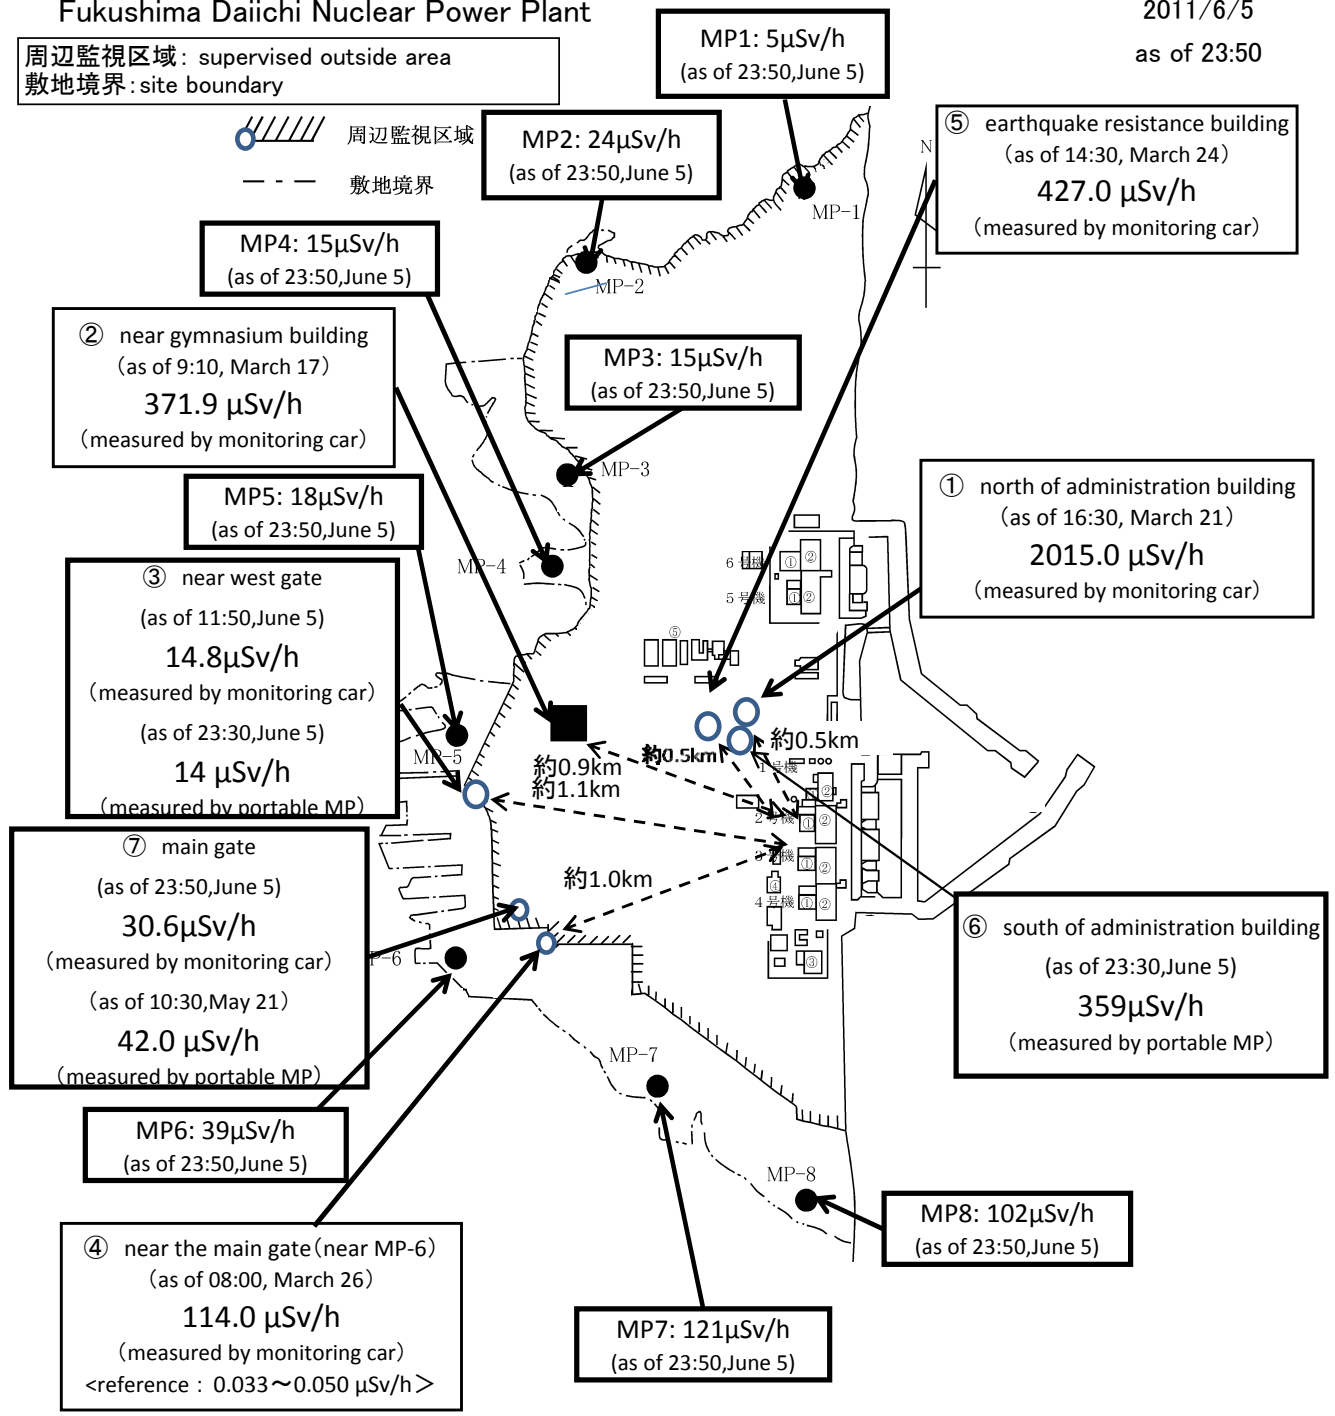 Fukushima Daiichi Nuclear Power Plant
2011/6/5
as of 23:50
周辺監視区域: supervised outside area
敷地境界:site boundary
周辺監視区域
敷地境界
MP1: 5μSv/h
(as of 23:50,June 5)
MP2: 24μSv/h
(as of 23:50,June 5)
⑤ earthquake resistance building
(as of 14:30, March 24)
427.0 μSv/h
(measured by monitoring car)
N
MP-1
MP4: 15μSv/h
(as of 23:50,June 5)
MP-2
② near gymnasium building
(as of 9:10, March 17)
371.9 μSv/h
(measured by monitoring car)
MP3: 15μSv/h
(as of 23:50,June 5)
MP-3
MP5: 18μSv/h
(as of 23:50,June 5)
① north of administration building
(as of 16:30, March 21)
2015.0 μSv/h
(measured by monitoring car)
MP-4
6号機
① ②
5号機
① ②
⑤
③ near west gate
(as of 11:50,June 5)
14.8μSv/h
(measured by monitoring car)
(as of 23:30,June 5)
14 μSv/h
(measured by portable MP)
MP-5
約0.9km
約1.1km
約0.5km
約0.5km
1号機
②
2号機
① ②
3号機
① ②
④
4号機
① ②
③
約1.0km
⑦ main gate
(as of 23:50,June 5)
30.6μSv/h
(measured by monitoring car)
(as of 10:30,May 21)
42.0 μSv/h
(measured by portable MP)
P-6
⑥ south of administration building
(as of 23:30,June 5)
359μSv/h
(measured by portable MP)
MP-7
MP6: 39μSv/h
(as of 23:50,June 5)
MP-8
MP8: 102μSv/h
(as of 23:50,June 5)
④ near the main gate(near MP-6)
(as of 08:00, March 26)
114.0 μSv/h
(measured by monitoring car)
<reference : 0.033～0.050 μSv/h>
MP7: 121μSv/h
(as of 23:50,June 5)